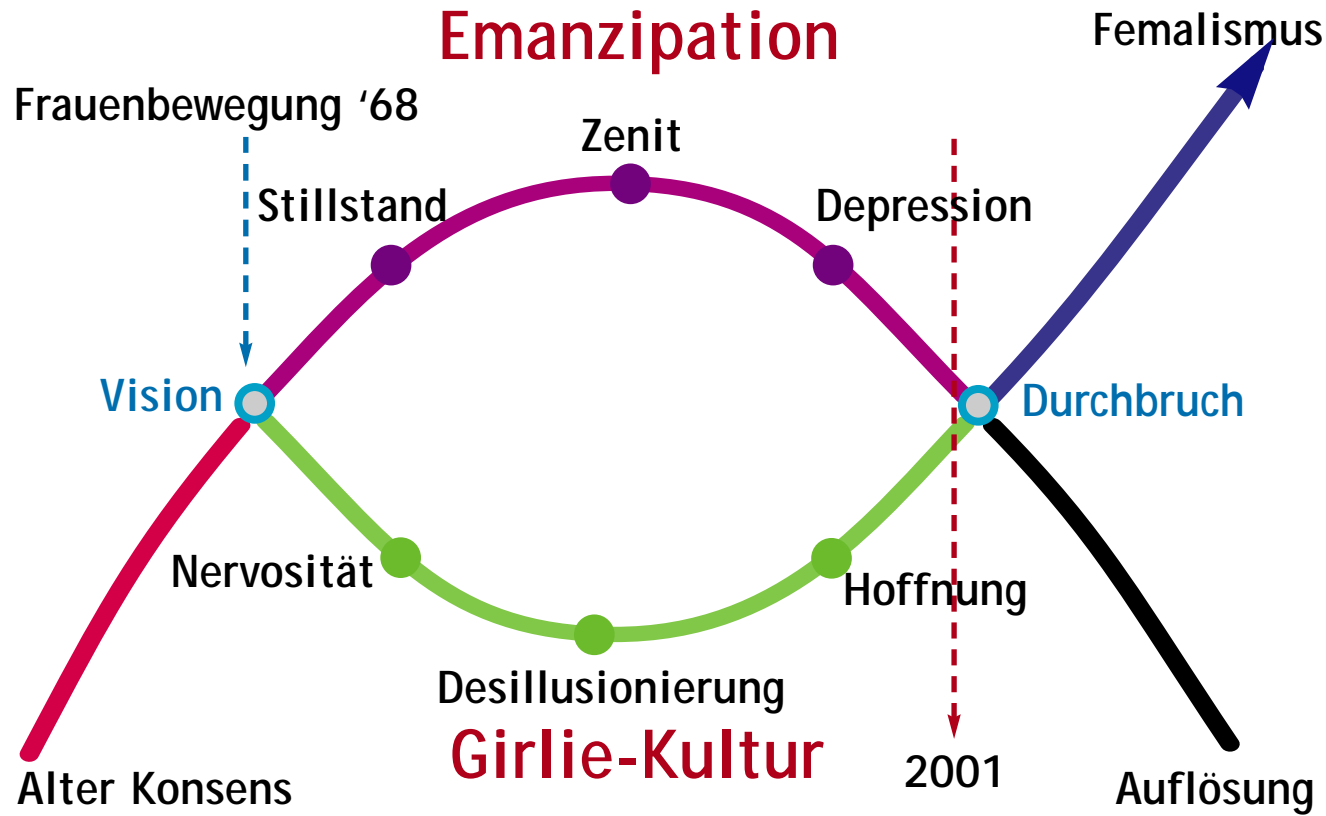 Emanzipation
Femalismus
Frauenbewegung ‘68
Zenit
Stillstand
Depression
Vision
Durchbruch
Nervosität
Hoffnung
Desillusionierung
Girlie-Kultur
2001
Alter Konsens
Auflösung